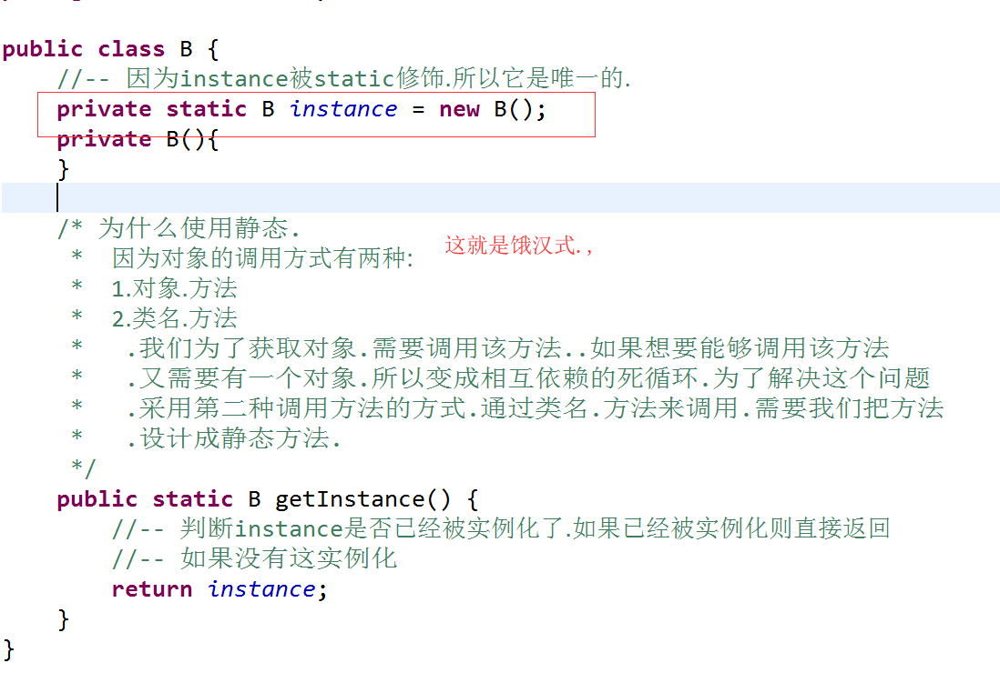 public class B {
//-- 因为instance被static修饰.所以它是唯一的.
private static B instance = new B();
private B(){
}
/* 为什么使用静态.
* 因为对象的调用方式有两种:
这就是饿汉式.,
* 1.对象.方法
* 2.类名.方法
* .我们为了获取对象.需要调用该方法..如果想要能够调用该方法
* .又需要有一个对象.所以变成相互依赖的死循环.为了解决这个问题
* .采用第二种调用方法的方式.通过类名.方法来调用.需要我们把方法
* .设计成静态方法.
*/
public static B getInstance() {
//-- 判断instance是否已经被实例化了.如果已经被实例化则直接返回
//-- 如果没有这实例化
return instance;
}
}